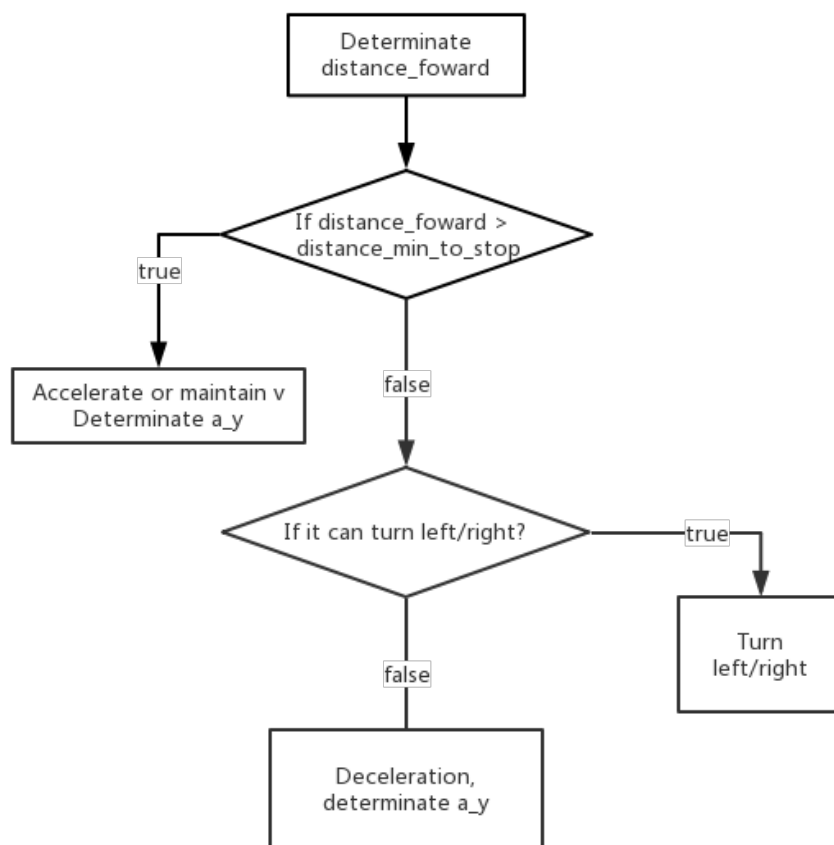 Determinate
distance_foward
If distance_foward >
distance_min_to_stop
true
Accelerate or maintain v
Determinate a_y
false
If it can turn left/right?
true
Turn
left/right
false
Deceleration,
determinate a_y